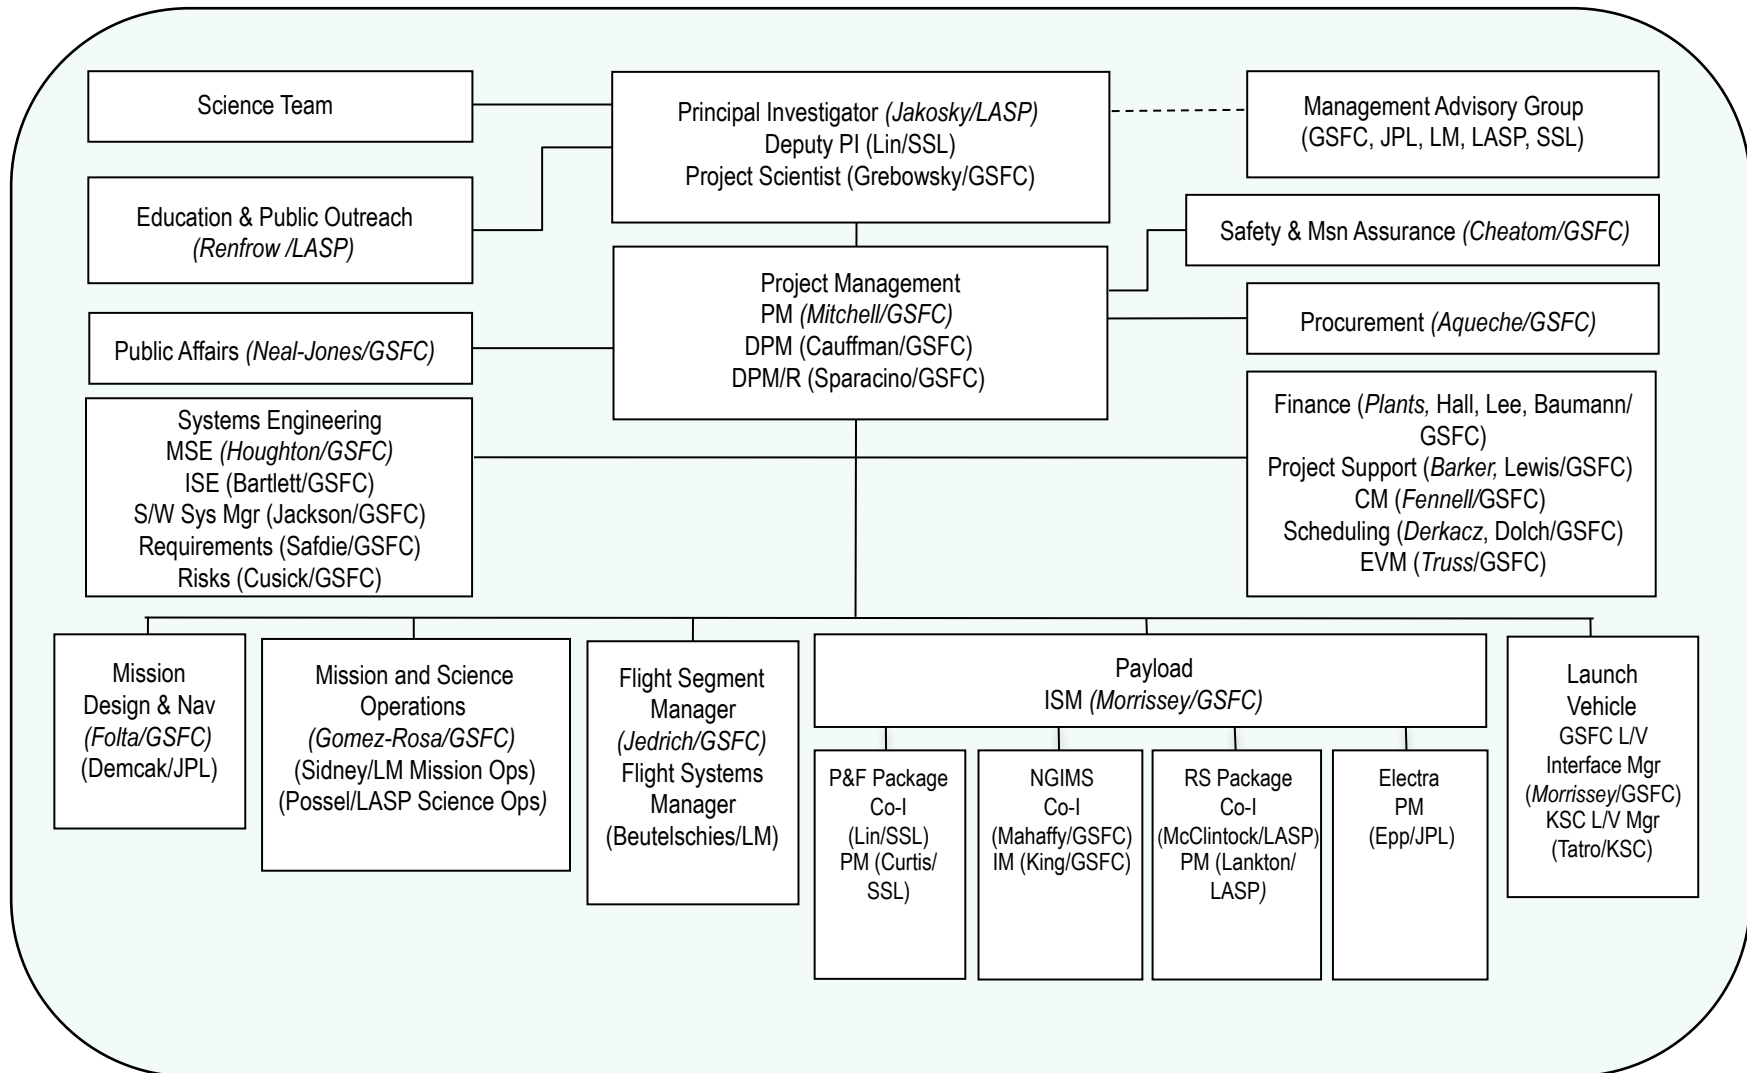 Science Team
Principal Investigator (Jakosky/LASP)
Deputy PI (Lin/SSL)
Project Scientist (Grebowsky/GSFC)
Management Advisory Group
(GSFC, JPL, LM, LASP, SSL)
Education & Public Outreach
(Renfrow /LASP)
Safety & Msn Assurance (Cheatom/GSFC)
Project Management
PM (Mitchell/GSFC)
DPM (Cauffman/GSFC)
DPM/R (Sparacino/GSFC)
Procurement (Aqueche/GSFC)
Public Affairs (Neal-Jones/GSFC)
Systems Engineering
MSE (Houghton/GSFC)
ISE (Bartlett/GSFC)
S/W Sys Mgr (Jackson/GSFC)
Requirements (Safdie/GSFC)
Risks (Cusick/GSFC)
Finance (Plants, Hall, Lee, Baumann/
GSFC)
Project Support (Barker, Lewis/GSFC)
CM (Fennell/GSFC)
Scheduling (Derkacz, Dolch/GSFC)
EVM (Truss/GSFC)
Mission
Design & Nav
(Folta/GSFC)
(Demcak/JPL)
Mission and Science
Operations
(Gomez-Rosa/GSFC)
(Sidney/LM Mission Ops)
(Possel/LASP Science Ops)
Flight Segment
Manager
(Jedrich/GSFC)
Flight Systems
Manager
(Beutelschies/LM)
Payload
ISM (Morrissey/GSFC)
P&F Package
Co-I
(Lin/SSL)
PM (Curtis/
SSL)
NGIMS
Co-I
(Mahaffy/GSFC)
IM (King/GSFC)
RS Package
Co-I
(McClintock/LASP)
PM (Lankton/
LASP)
Electra
PM
(Epp/JPL)
Launch
Vehicle
GSFC L/V
Interface Mgr
(Morrissey/GSFC)
KSC L/V Mgr
(Tatro/KSC)